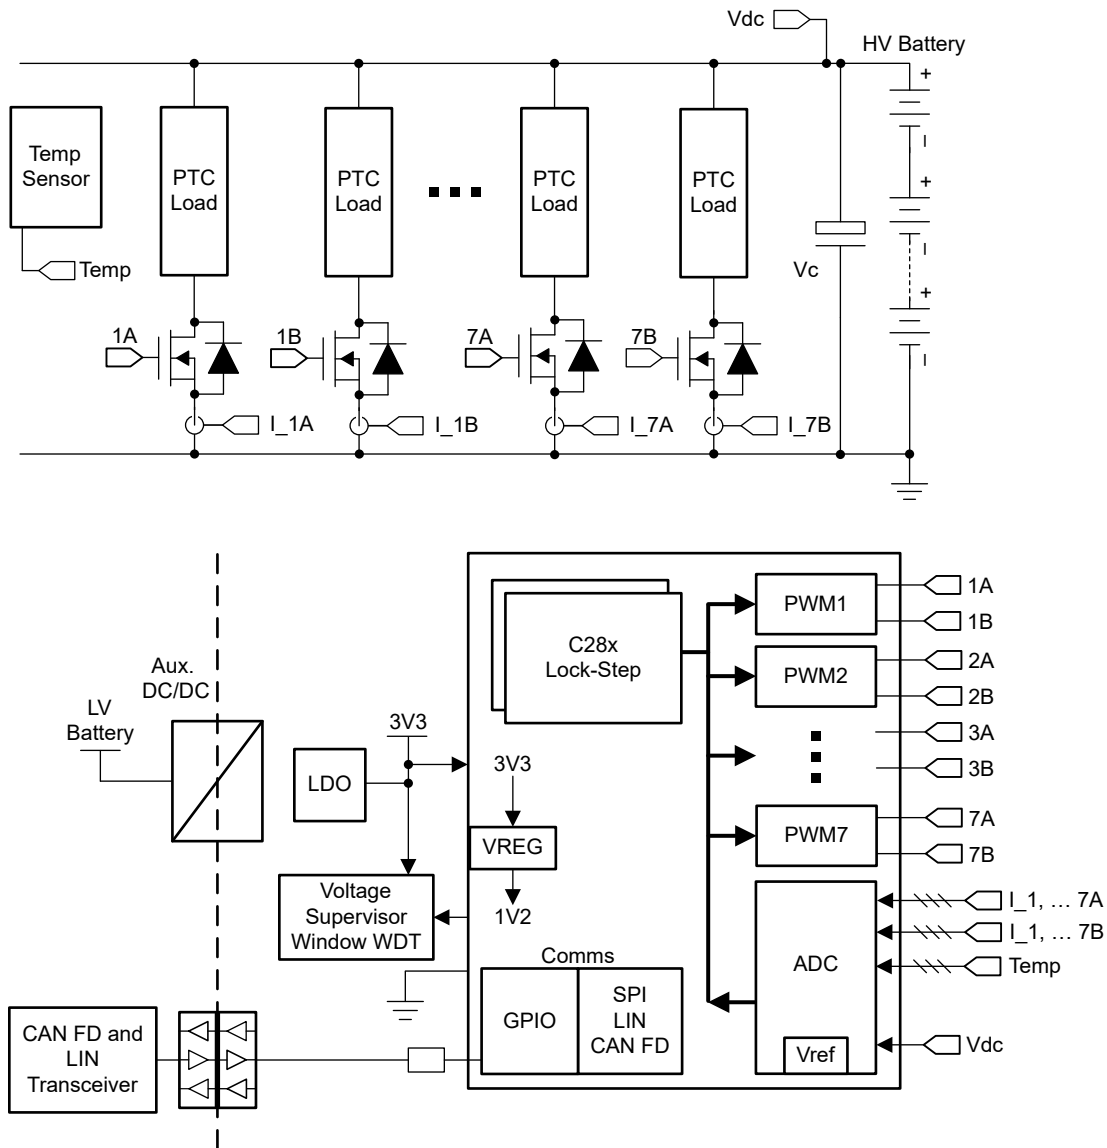 Vdc
HV Battery
+
Temp
Sensor
PTC
Load
PTC
Load
PTC
Load
PTC
Load
+
Temp
Vc
+
1A
1B
7A
7B
I_1A
I_1B
I_7A
I_7B
C28x
Lock-Step
PWM1
1A
1B
PWM2
2A
2B
3A
3B
PWM7
7A
7B
Aux.
DC/DC
LV
Battery
3V3
LDO
3V3
VREG
1V2
Voltage
Supervisor
Window WDT
ADC
Vref
I_1, ... 7A
I_1, ... 7B
Temp
Vdc
Comms
GPIO
SPI
LIN
CAN FD
CAN FD and
LIN
Transceiver